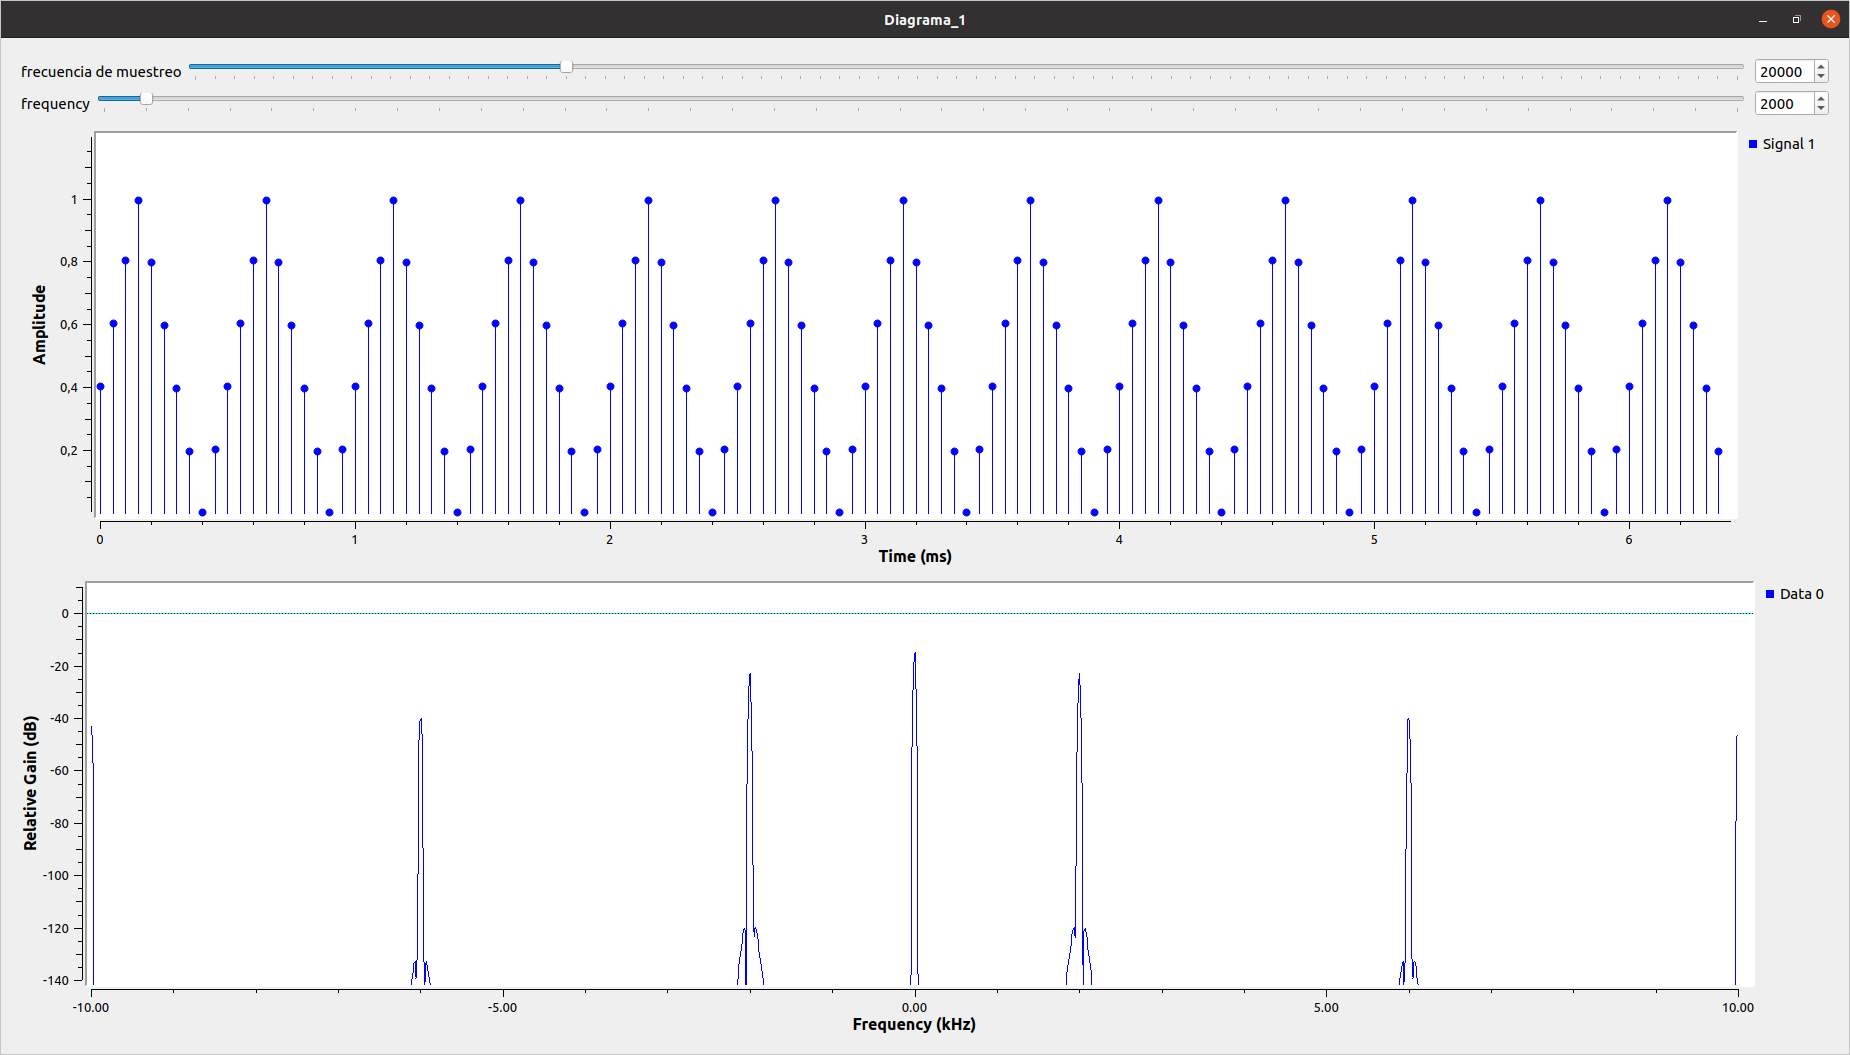 Diagrama_1
frecuencia de muestreo
20000
frequency
2000
Signal 1
1
0,8
0,6
0,4
0,2
Amplitude
0 1 2 3 4 5 6
Time (ms)
Data 0
0
-20
-40
-60
-80
-100
-120
-140
Relative Gain (dB)
-10.00 -5.00 0.00 5.00 10.00
Frequency (kHz)